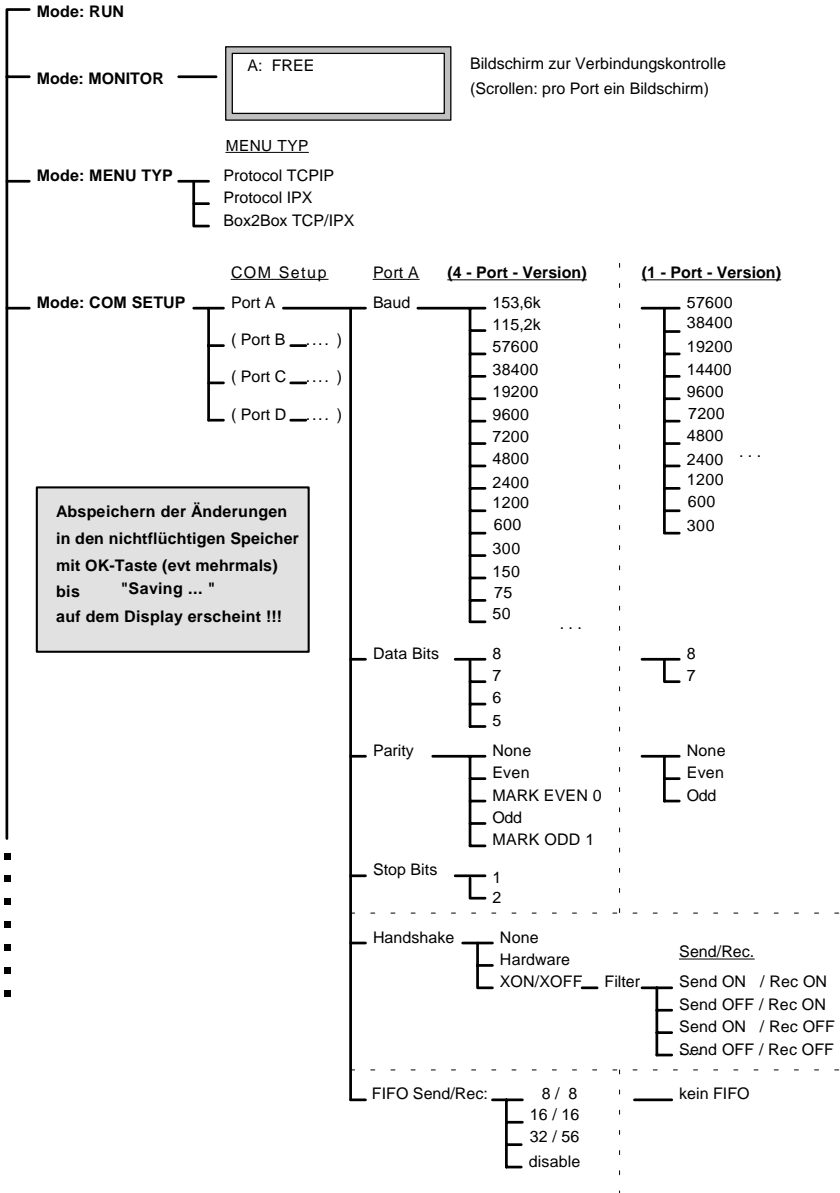 Mode: RUN
Mode: MONITOR
A: FREE
Bildschirm zur Verbindungskontrolle
(Scrollen: pro Port ein Bildschirm)
MENU TYP
Mode: MENU TYP
Protocol TCPIP
Protocol IPX
Box2Box TCP/IPX
COM Setup
Port A
(4 - Port - Version)
(1 - Port - Version)
Mode: COM SETUP
Port A
( Port B .... )
( Port C .... )
( Port D .... )
Baud
153,6k
115,2k
57600
38400
19200
9600
7200
4800
2400
1200
600
300
150
75
50
. . .
57600
38400
19200
14400
9600
7200
4800
2400 . . .
1200
600
300
Abspeichern der Änderungen
in den nichtflüchtigen Speicher
mit OK-Taste (evt mehrmals)
bis "Saving ... "
auf dem Display erscheint !!!
Data Bits
8
7
6
5
8
7
Parity
None
Even
MARK EVEN 0
Odd
MARK ODD 1
None
Even
Odd
Stop Bits
1
2
Handshake
None
Hardware
XON/XOFF
Filter
Send/Rec.
Send ON / Rec ON
Send OFF / Rec ON
Send ON / Rec OFF
Send OFF / Rec OFF
FIFO Send/Rec:
8 / 8
16 / 16
32 / 56
disable
kein FIFO